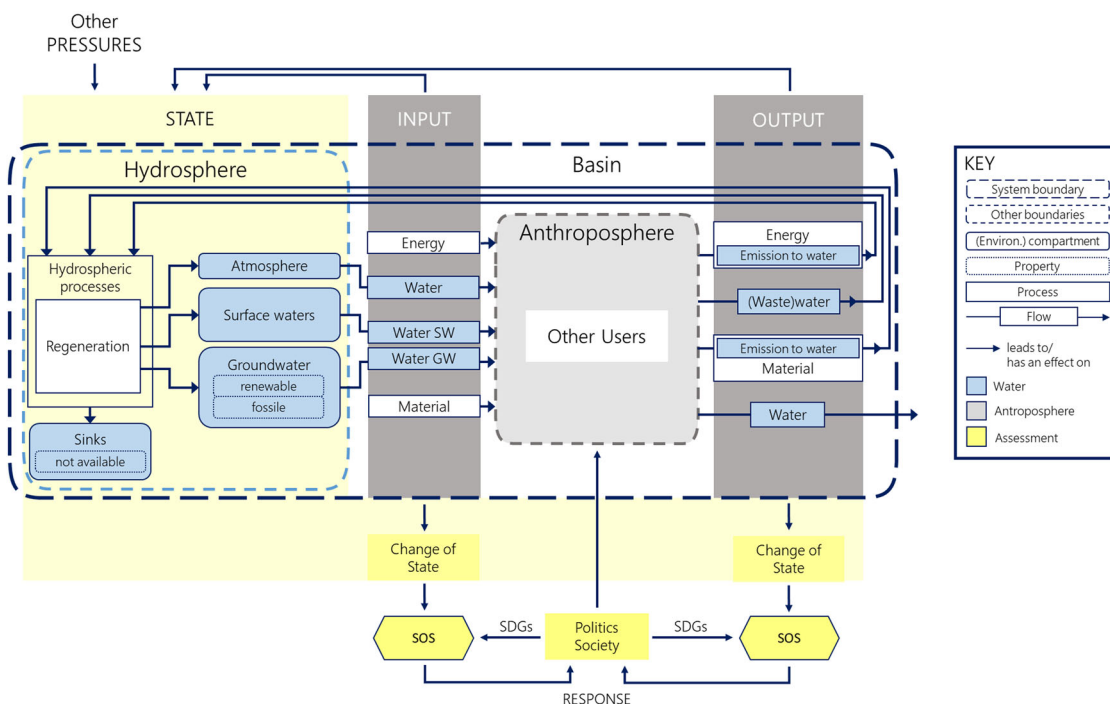 Other
PRESSURES
STATE
INPUT
OUTPUT
Hydrosphere
Basin
Hydrospheric
processes
Regeneration
Atmosphere
Surface waters
Groundwater
renewable
fossile
Sinks
not available
Energy
Water
Water SW
Water GW
Material
Anthroposphere
Other Users
Energy
Emission to water
(Waste)water
Emission to water
Material
Water
Change of
State
Change of
State
SOS
SDGs
Politics
Society
SDGs
SOS
RESPONSE
KEY
System boundary
Other boundaries
(Environ.) compartment
Property
Process
Flow
leads to/
has an effect on
Water
Antroposphere
Assessment